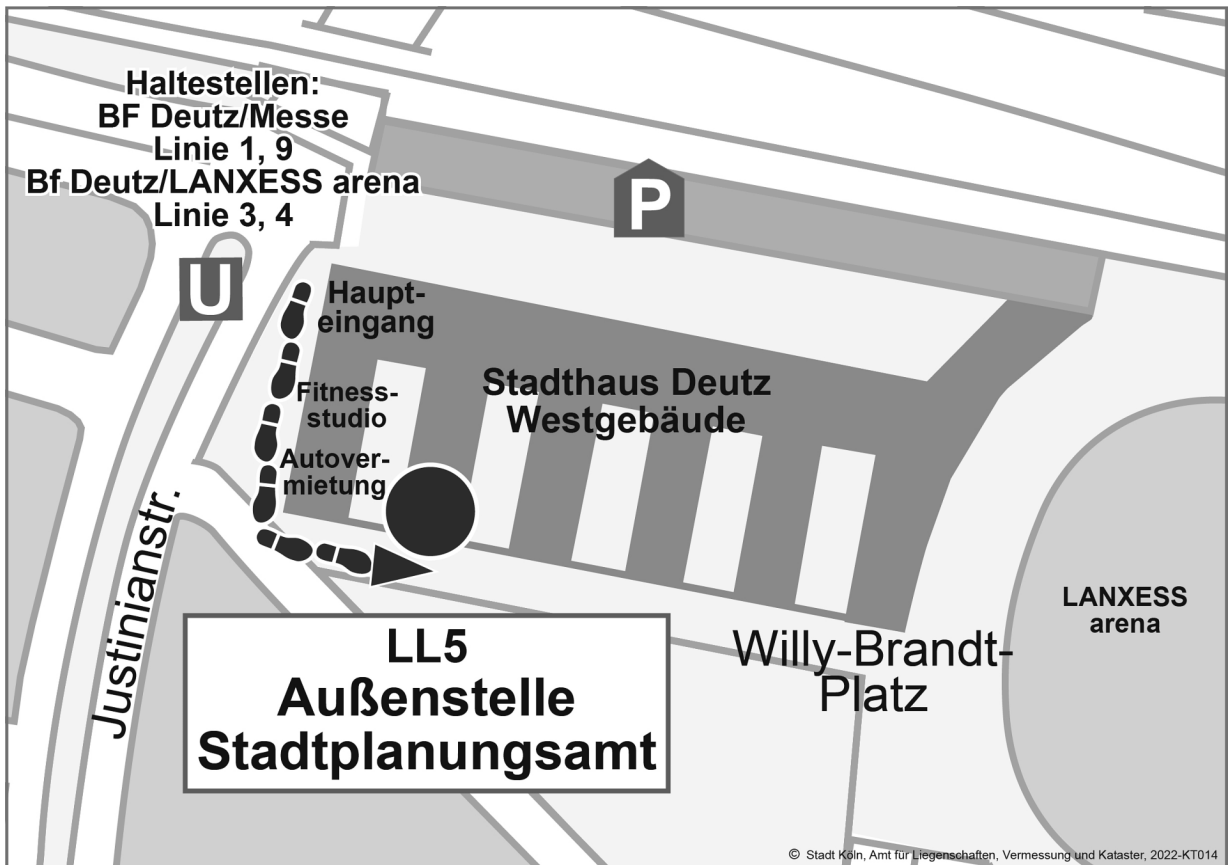 Haltestellen:
BF Deutz/Messe
Linie 1, 9
Bf Deutz/LANXESS arena
Linie 3, 4
P
U
Haupt-
eingang
Stadthaus Deutz
Westgebäude
Fitness-
studio
Autover-
mietung
Justinianstr.
LANXESS
arena
Willy-Brandt-
Platz
LL5
Außenstelle
Stadtplanungsamt
© Stadt Köln, Amt für Liegenschaften, Vermessung und Kataster, 2022-KT014